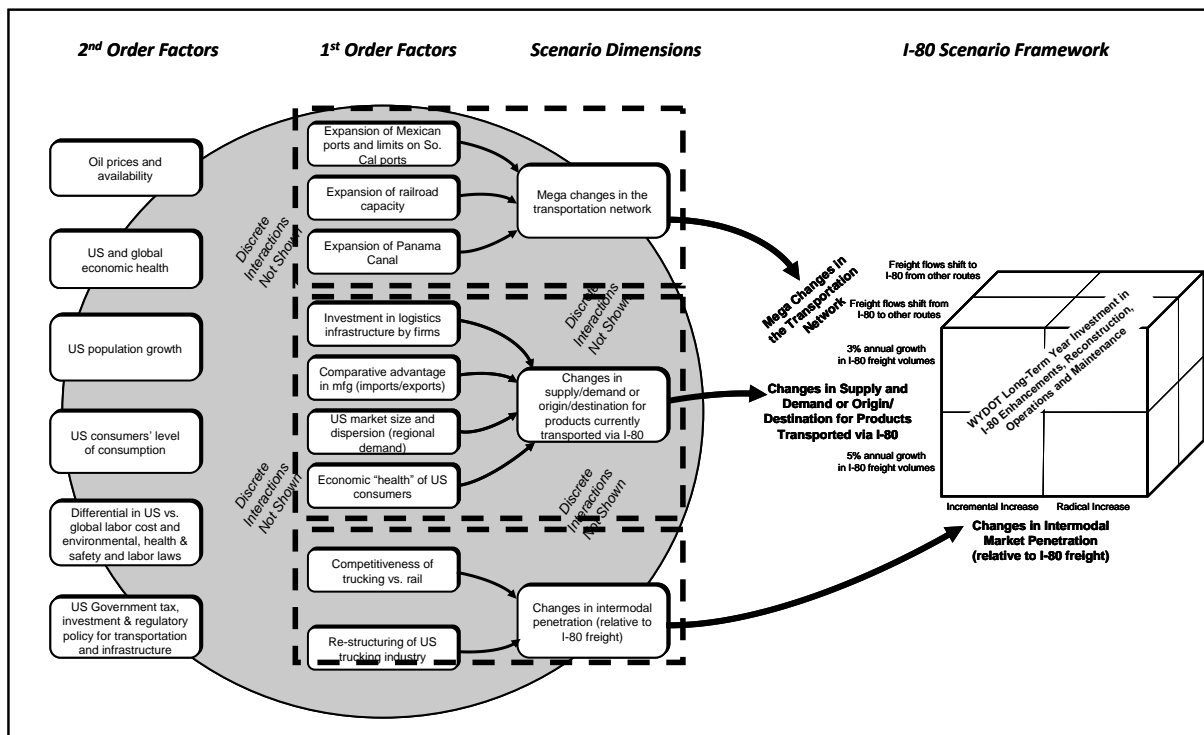 2nd Order Factors
1st Order Factors
Scenario Dimensions
I-80 Scenario Framework
Oil prices and
availability
US and global
economic health
US population growth
US consumers' level
of consumption
Differential in US vs.
global labor cost and
environmental, health &
safety and labor laws
US Government tax,
investment & regulatory
policy for transportation
and infrastructure
Discrete
Interactions
Not Shown
Discrete
Interactions
Not Shown
Expansion of Mexican
ports and limits on So.
Cal ports
Expansion of railroad
capacity
Expansion of Panama
Canal
Investment in logistics
infrastructure by firms
Comparative advantage
in mfg (imports/exports)
US market size and
dispersion (regional
demand)
Economic “health” of US
consumers
Competitiveness of
trucking vs. rail
Re-structuring of US
trucking industry
Mega changes in the
transportation network
Discrete
Interactions
Not Shown
Changes in
supply/demand or
origin/destination for
products currently
transported via I-80
Discrete
Interactions
Not Shown
Changes in intermodal
penetration (relative to
I-80 freight)
Mega Changes in
the Transportation
Network
Changes in Supply and
Demand or Origin/
Destination for Products
Transported via I-80
Freight flows shift to
I-80 from other routes
Freight flows shift from
I-80 to other routes
3% annual growth
in I-80 freight volumes
5% annual growth
in I-80 freight volumes
WYDOT Long-Term Year Investment in
I-80 Enhancements, Reconstruction,
Operations and Maintenance
Incremental Increase
Radical Increase
Changes in Intermodal
Market Penetration
(relative to I-80 freight)